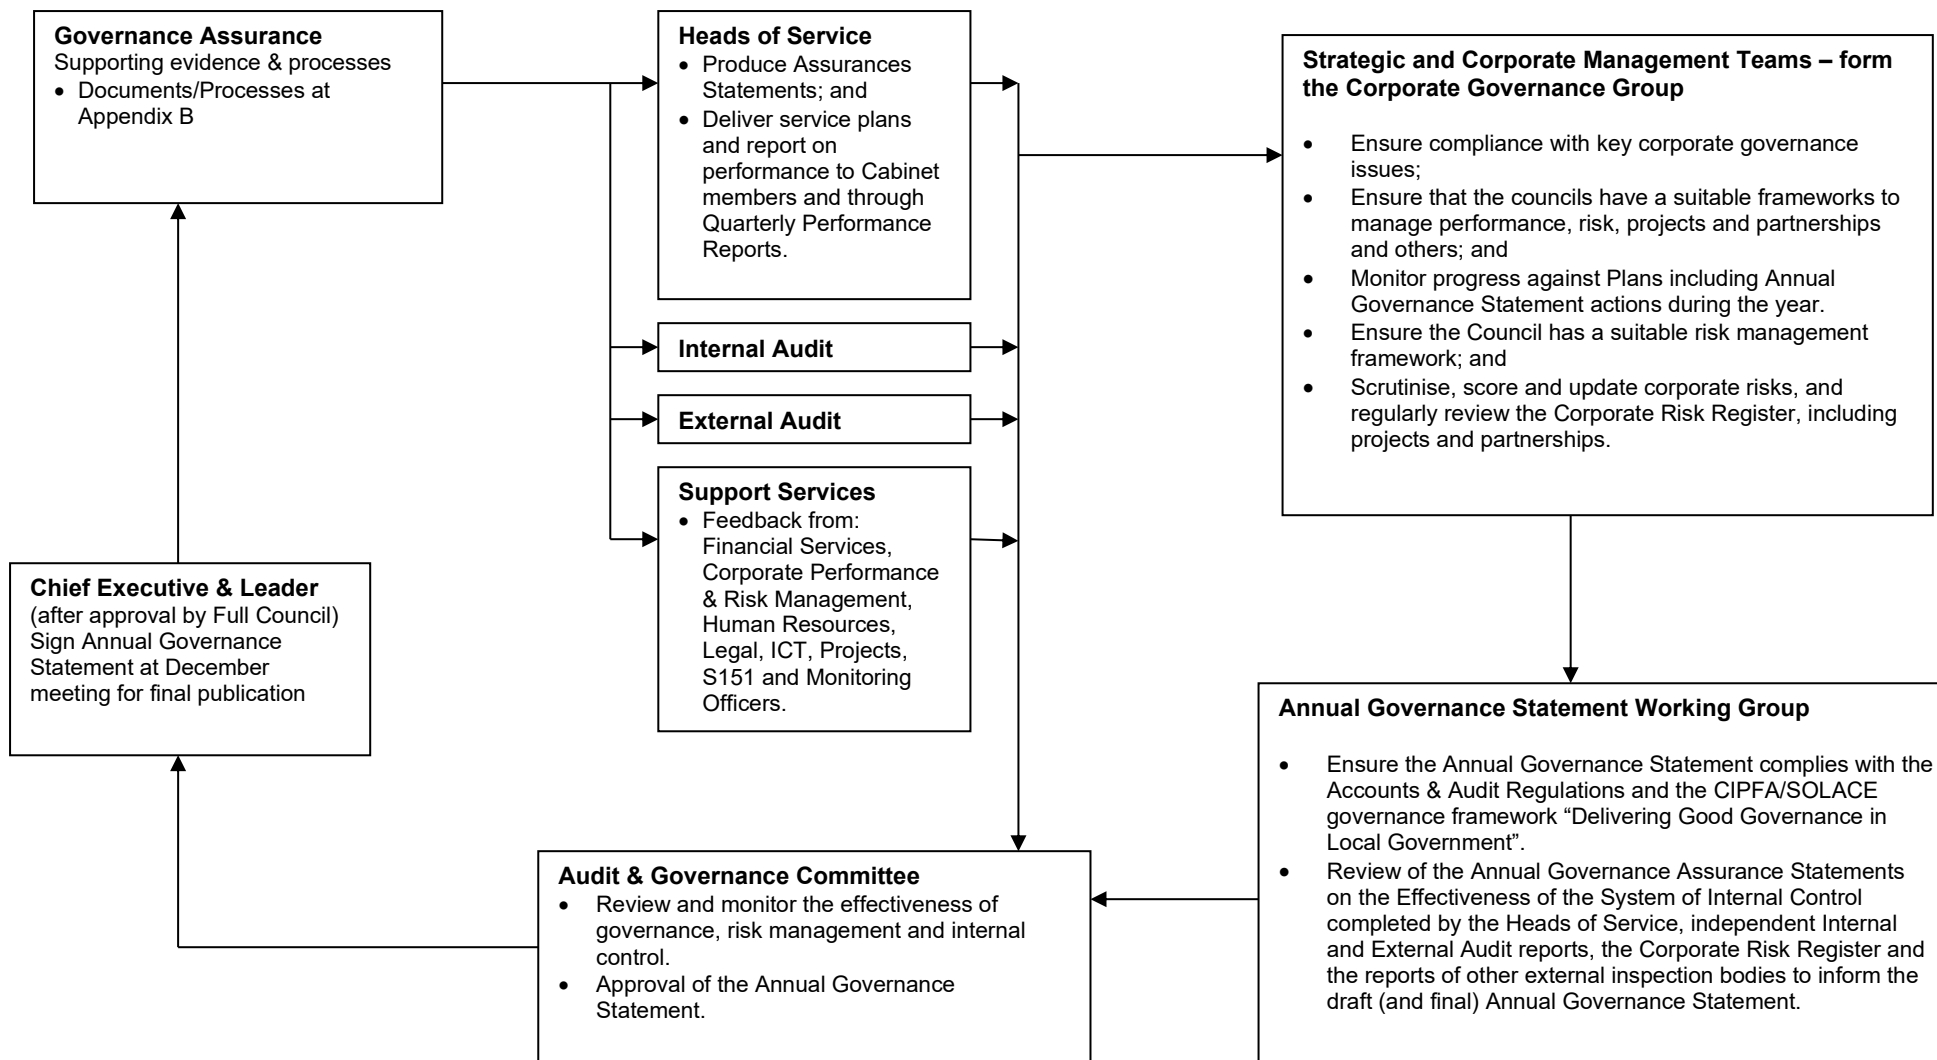 Governance Assurance
Supporting evidence & processes
• Documents/Processes at
Appendix B
Heads of Service
• Produce Assurances
Statements; and
• Deliver service plans
and report on
performance to Cabinet
members and through
Quarterly Performance
Reports.
Internal Audit
External Audit
Support Services
• Feedback from:
Financial Services,
Corporate Performance
& Risk Management,
Human Resources,
Legal, ICT, Projects,
S151 and Monitoring
Officers.
Strategic and Corporate Management Teams – form
the Corporate Governance Group
• Ensure compliance with key corporate governance
issues;
• Ensure that the councils have a suitable frameworks to
manage performance, risk, projects and partnerships
and others; and
• Monitor progress against Plans including Annual
Governance Statement actions during the year.
• Ensure the Council has a suitable risk management
framework; and
• Scrutinise, score and update corporate risks, and
regularly review the Corporate Risk Register, including
projects and partnerships.
Annual Governance Statement Working Group
• Ensure the Annual Governance Statement complies with the
Accounts & Audit Regulations and the CIPFA/SOLACE
governance framework “Delivering Good Governance in
Local Government”.
• Review of the Annual Governance Assurance Statements
on the Effectiveness of the System of Internal Control
completed by the Heads of Service, independent Internal
and External Audit reports, the Corporate Risk Register and
the reports of other external inspection bodies to inform the
draft (and final) Annual Governance Statement.
Audit & Governance Committee
• Review and monitor the effectiveness of
governance, risk management and internal
control.
• Approval of the Annual Governance
Statement.
Chief Executive & Leader
(after approval by Full Council)
Sign Annual Governance
Statement at December
meeting for final publication